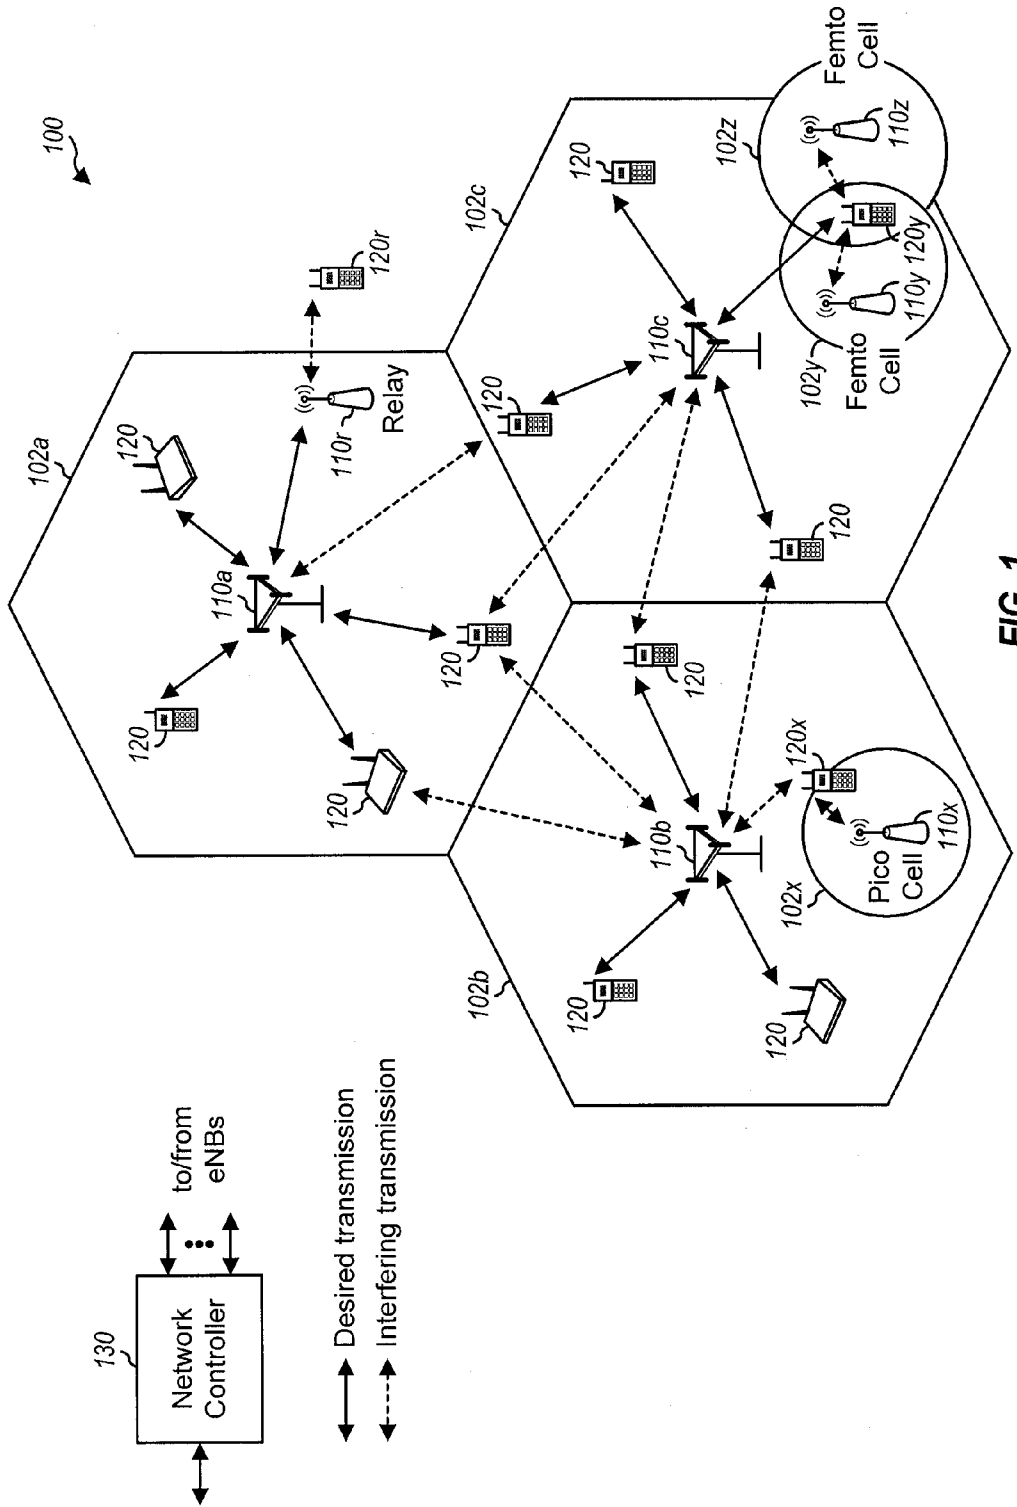 100
102a
120
110a
120
120
120
110r
Relay
120r
120
102c
120
110c
120
102z
Femto
Cell
110z
120y
110y
102y
Femto
Cell
120
102b
110b
120
120
120
120x
102x
Pico
Cell
110x
130
Network
Controller
to/from
eNBs
Desired transmission
Interfering transmission
FIG. 1